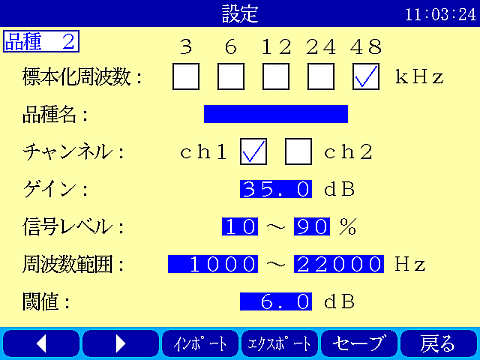 設定 11:03:24
品種 2
3 6 12 24 48
標本化周波数： kHz
品種名：
チャンネル： ch1 ch2
ゲイン： 35.0 dB
信号レベル： 10 ～ 90 %
周波数範囲： 1000 ～ 22000 Hz
閾値： 6.0 dB
インポート エクスポート セーブ 戻る